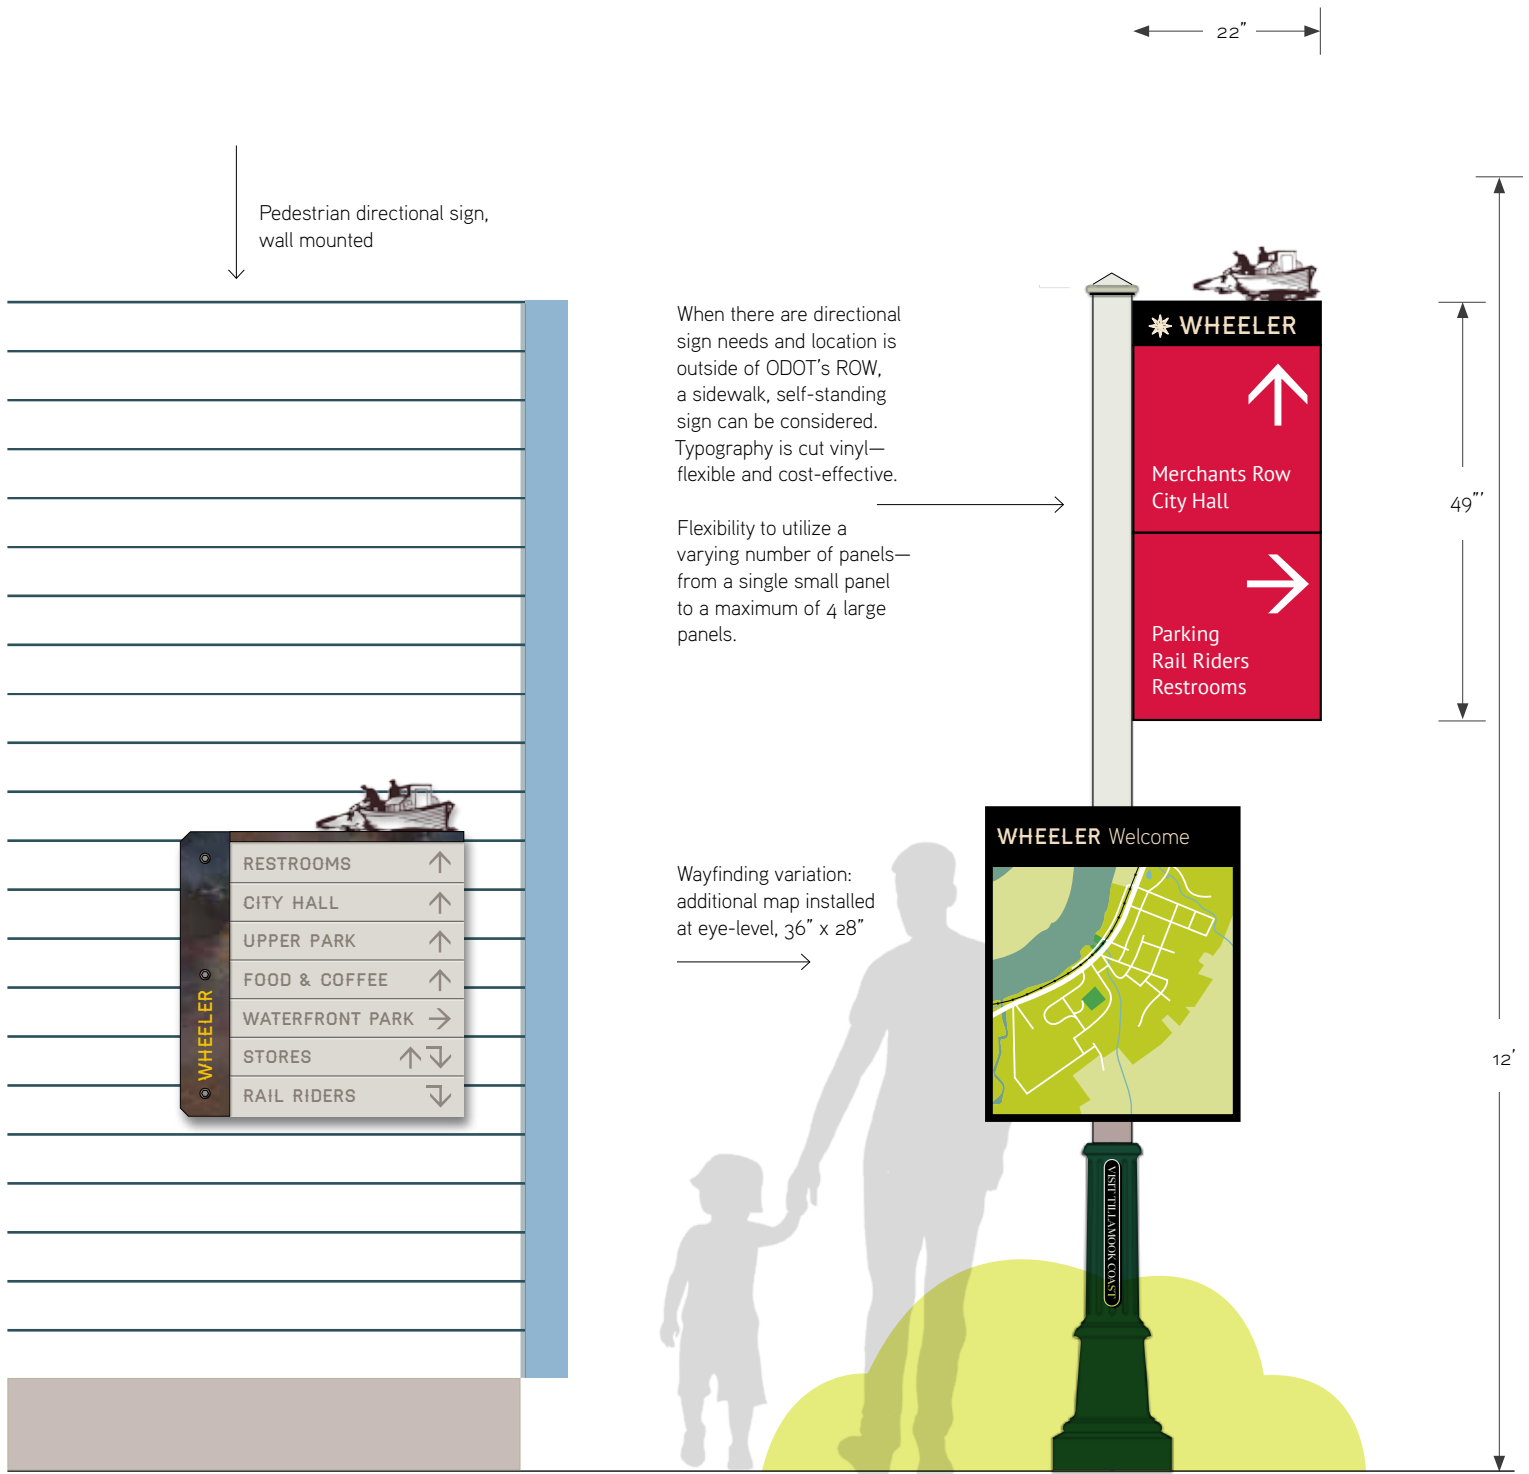 22”
Pedestrian directional sign,
wall mounted
When there are directional
sign needs and location is
outside of ODOT’s ROW,
a sidewalk, self-standing
sign can be considered.
Typography is cut vinyl—
flexible and cost-effective.
Flexibility to utilize a
varying number of panels—
from a single small panel
to a maximum of 4 large
panels.
WHEELER
Merchants Row
City Hall
Parking
Rail Riders
Restrooms
49”’
12’
Wayfinding variation:
additional map installed
at eye-level, 36” x 28”
WHEELER Welcome
VISIT TILLAMOOK COAST
WHEELER
RESTROOMS
CITY HALL
UPPER PARK
FOOD & COFFEE
WATERFRONT PARK
STORES
RAIL RIDERS